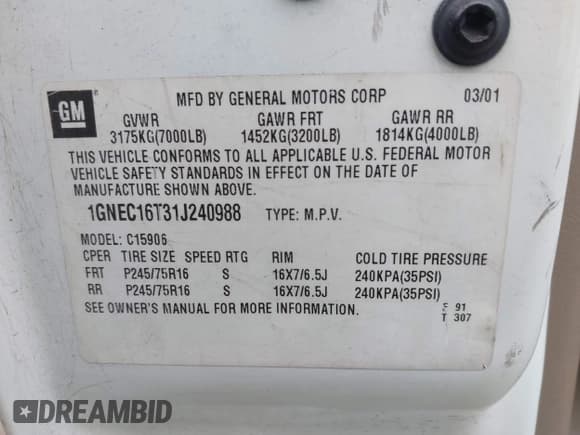 GM
MFD BY GENERAL MOTORS CORP 03/01
GVWR GAWR FRT GAWR RR
3175KG(7000LB) 1452KG(3200LB) 1814KG(4000LB)
THIS VEHICLE CONFORMS TO ALL APPLICABLE U.S. FEDERAL MOTOR
VEHICLE SAFETY STANDARDS IN EFFECT ON THE DATE OF
MANUFACTURE SHOWN ABOVE.
1GNEC16T31J240988 TYPE: M.P.V.
MODEL: C15906
CPER TIRE SIZE SPEED RTG RIM COLD TIRE PRESSURE
FRT P245/75R16 S 16X7/6.5J 240KPA(35PSI)
RR P245/75R16 S 16X7/6.5J 240KPA(35PSI)
SEE OWNER'S MANUAL FOR MORE INFORMATION.
91
T 307
DREAMBID